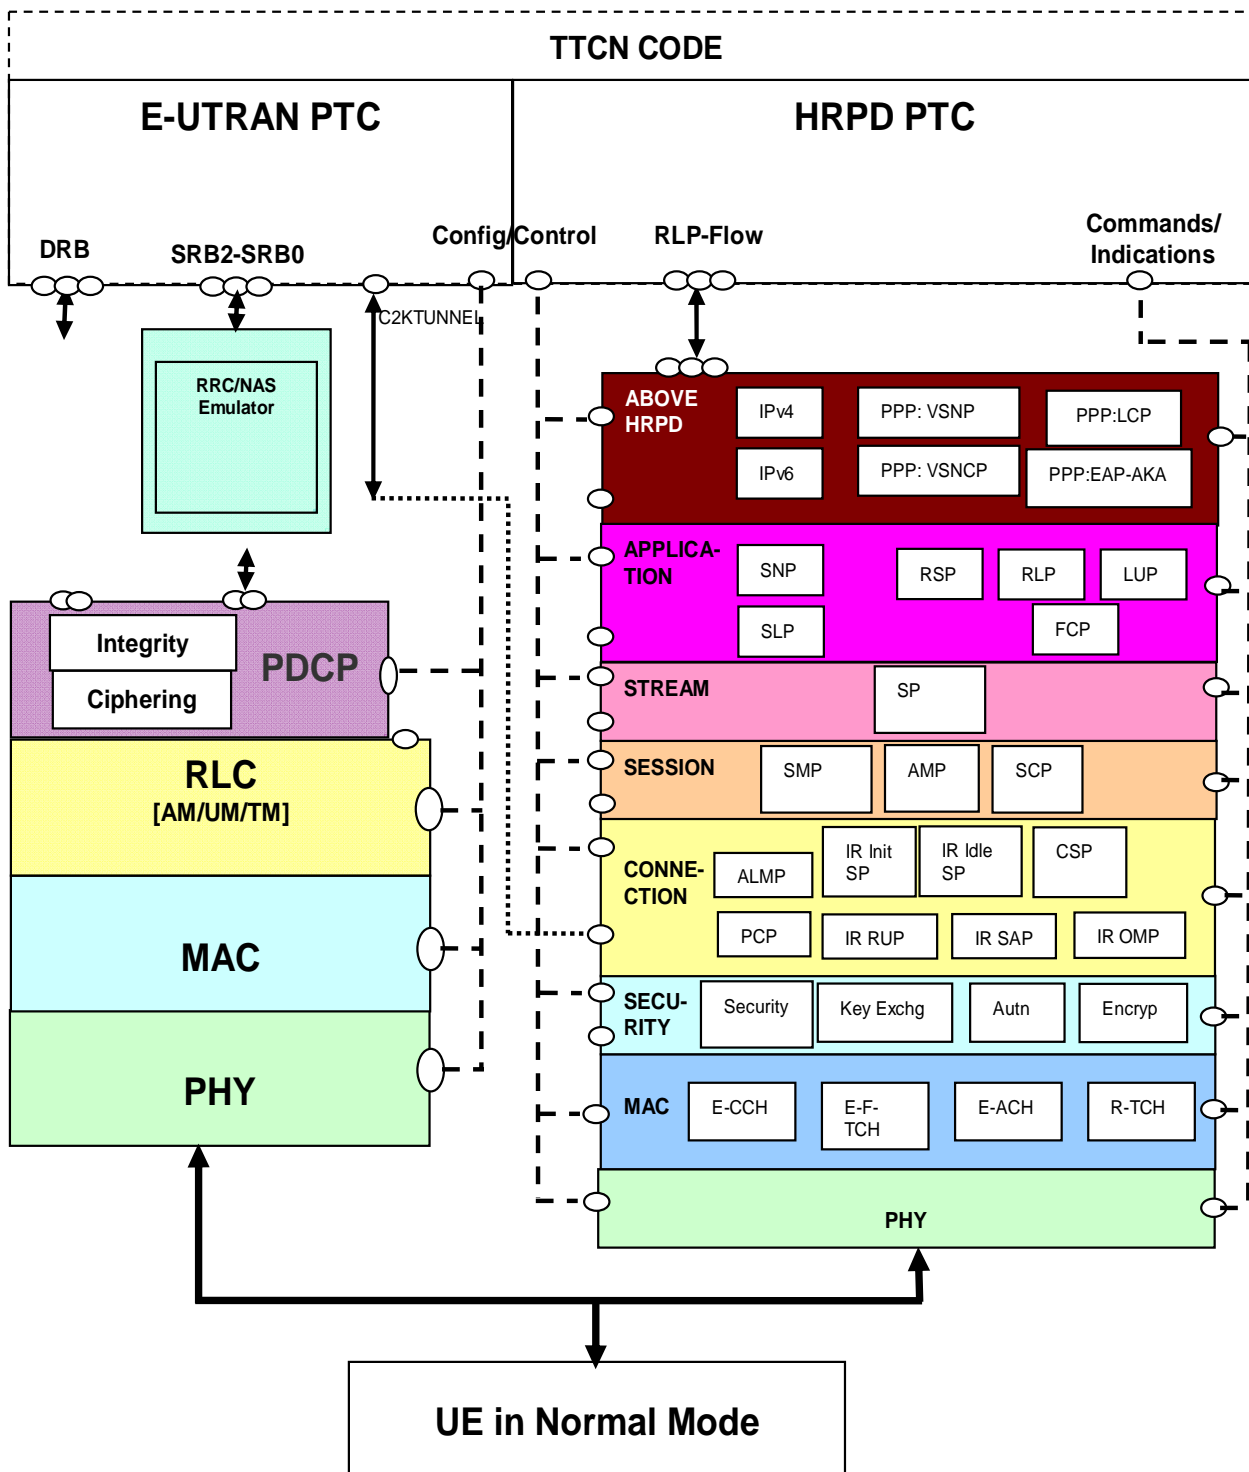 TTCN CODE
E-UTRAN PTC
HRPD PTC
DRB
SRB2-SRB0
Config/Control
RLP-Flow
Commands/
Indications
C2KTUNNEL
RRC/NAS
Emulator
Integrity
Ciphering
PDCP
RLC
[AM/UM/TM]
MAC
PHY
ABOVE
HRPD
IPv4
PPP: VSNP
PPP:LCP
IPv6
PPP: VSNCP
PPP:EAP-AKA
APPLICA-
TION
SNP
RSP
RLP
LUP
SLP
FCP
STREAM
SP
SESSION
SMP
AMP
SCP
CONNE-
CTION
ALMP
IR Init
SP
IR Idle
SP
CSP
PCP
IR RUP
IR SAP
IR OMP
SECU-
RITY
Security
Key Exchg
Autn
Encryp
MAC
E-CCH
E-F-
TCH
E-ACH
R-TCH
PHY
UE in Normal Mode